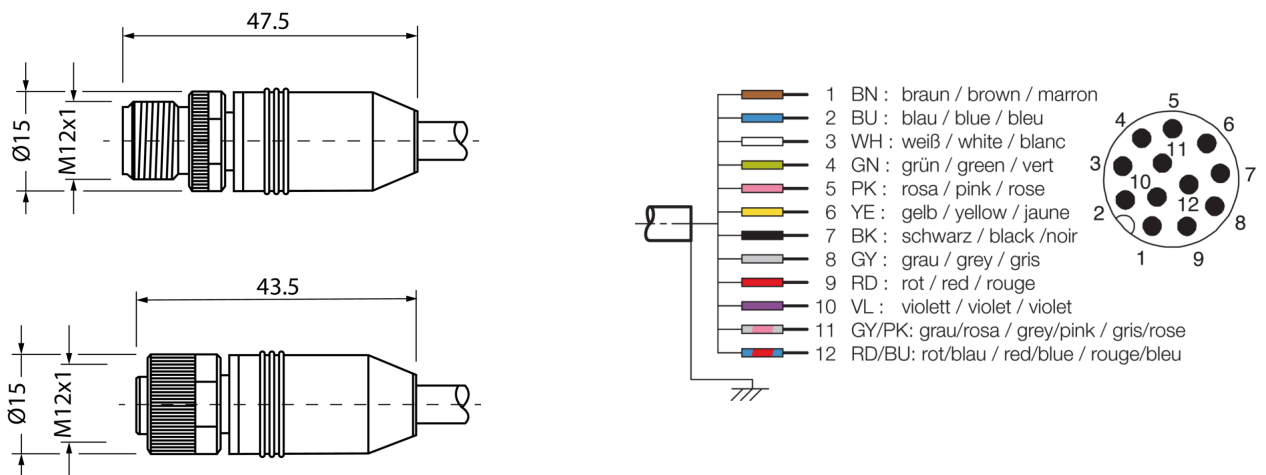 47.5
Ø15
M12x1
43.5
Ø15
M12x1
1 BN : braun / brown / marron
2 BU : blau / blue / bleu
3 WH : weiß / white / blanc
4 GN : grün / green / vert
5 PK : rosa / pink / rose
6 YE : gelb / yellow / jaune
7 BK : schwarz / black /noir
8 GY : grau / grey / gris
9 RD : rot / red / rouge
10 VL : violett / violet / violet
11 GY/PK: grau/rosa / grey/pink / gris/rose
12 RD/BU: rot/blau / red/blue / rouge/bleu
5
4
6
11
3
7
10
12
2
8
1
9